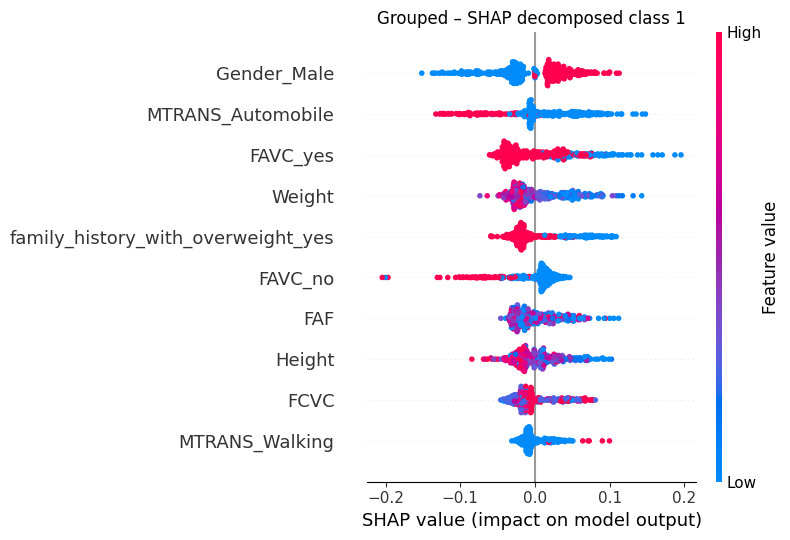 Grouped – SHAP decomposed class 1
High
Gender_Male
MTRANS_Automobile
FAVC_yes
Weight
family_history_with_overweight_yes
FAVC_no
FAF
Height
FCVC
MTRANS_Walking
Feature value
Low
−0.2 −0.1 0.0 0.1 0.2
SHAP value (impact on model output)